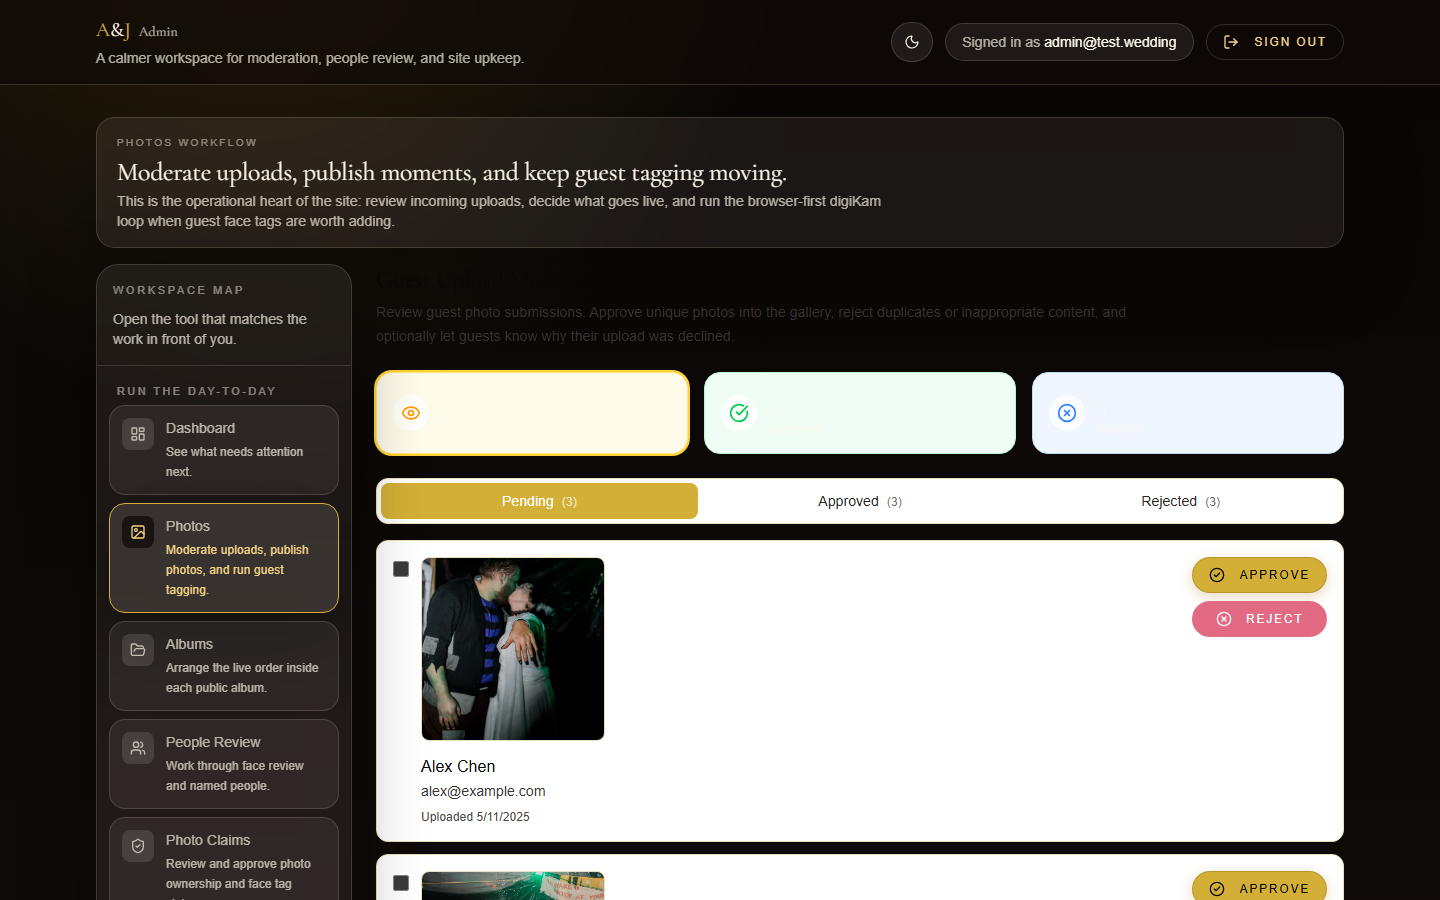 A&J Admin
A calmer workspace for moderation, people review, and site upkeep.
Signed in as admin@test.wedding
SIGN OUT
PHOTOS WORKFLOW
Moderate uploads, publish moments, and keep guest tagging moving.
This is the operational heart of the site: review incoming uploads, decide what goes live, and run the browser-first digiKam
loop when guest face tags are worth adding.
WORKSPACE MAP
Open the tool that matches the
work in front of you.
RUN THE DAY-TO-DAY
Dashboard
See what needs attention
next.
Photos
Moderate uploads, publish
photos, and run guest
tagging.
Albums
Arrange the live order inside
each public album.
People Review
Work through face review
and named people.
Photo Claims
Review and approve photo
ownership and face tag
Guest Upload
Review guest photo submissions. Approve unique photos into the gallery, reject duplicates or inappropriate content, and
optionally let guests know why their upload was declined.
Pending (3)
Approved (3)
Rejected (3)
APPROVE
REJECT
Alex Chen
alex@example.com
Uploaded 5/11/2025
APPROVE